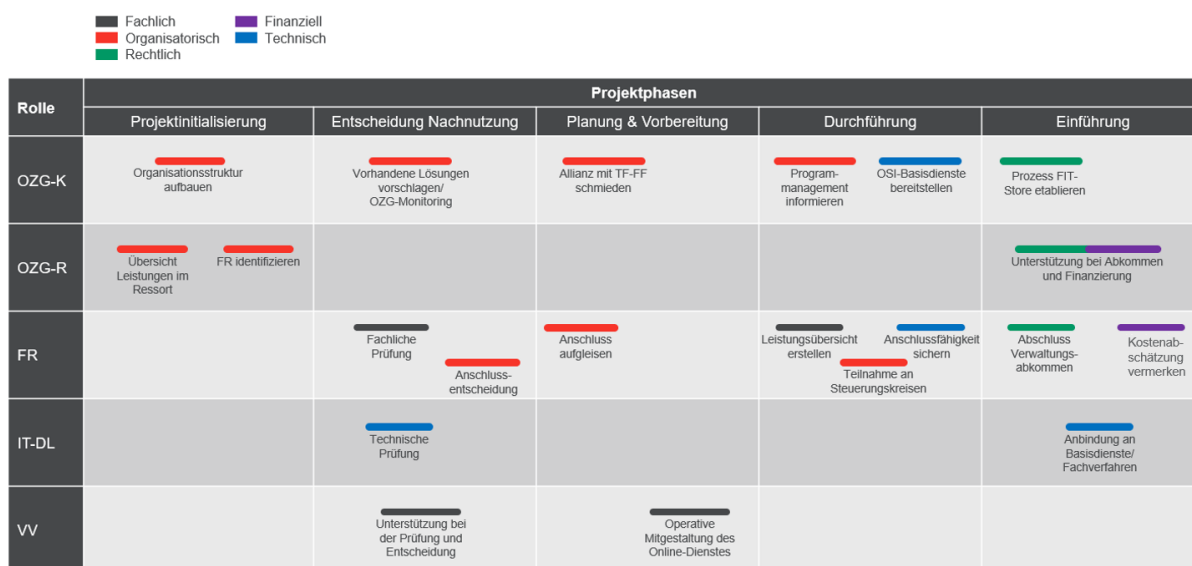 Fachlich
Organisatorisch
Rechtlich
Finanziell
Technisch
Rolle
Projektphasen
Projektinitialisierung
Entscheidung Nachnutzung
Planung & Vorbereitung
Durchführung
Einführung
OZG-K
Organisationsstruktur
aufbauen
Vorhandene Lösungen
vorschlagen/
OZG-Monitoring
Allianz mit TF-FF
schmieden
Program-
management
informieren
OSI-Basisdienste
bereitstellen
Prozess FIT-
Store etablieren
OZG-R
Übersicht
Leistungen im
Ressort
FR identifizieren
Unterstützung bei Abkommen
und Finanzierung
FR
Fachliche
Prüfung
Anschluss-
entscheidung
Anschluss
aufgleisen
Leistungsübersicht
erstellen
Teilnahme an
Steuerungskreisen
Anschlussfähigkeit
sichern
Abschluss
Verwaltungs-
abkommen
Kostenab-
schätzung
vermerken
IT-DL
Technische
Prüfung
Anbindung an
Basisdienste/
Fachverfahren
VV
Unterstützung bei
der Prüfung und
Entscheidung
Operative
Mitgestaltung des
Online-Dienstes